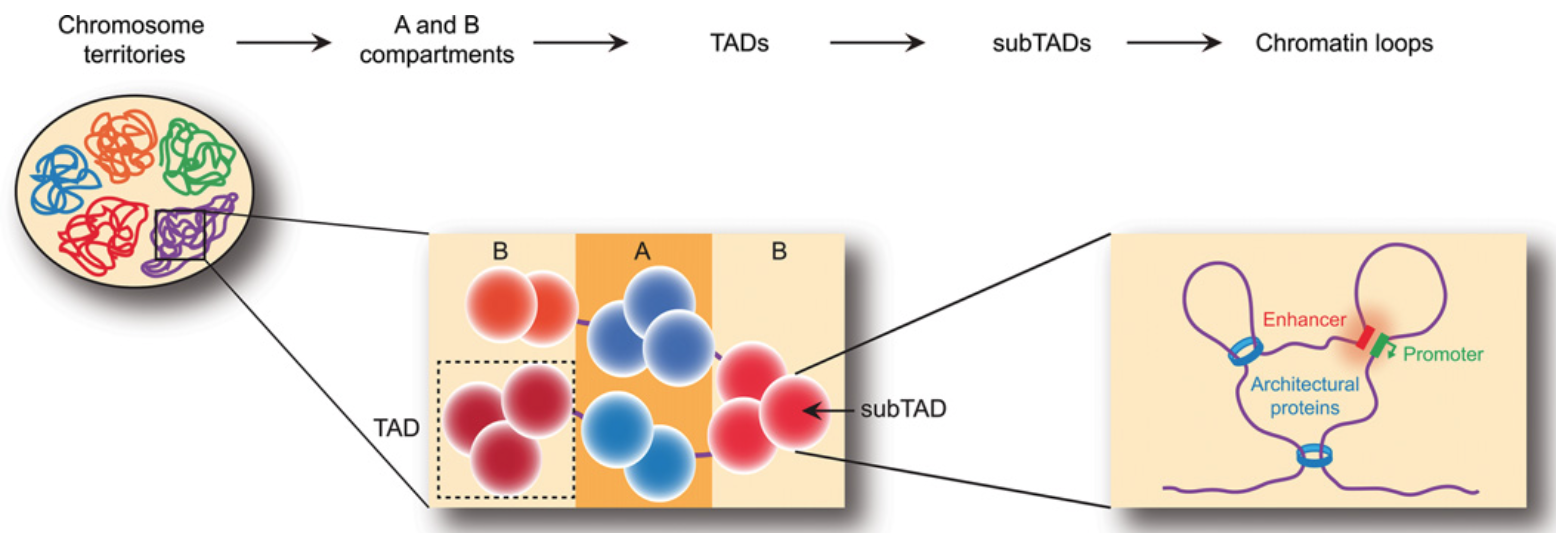 Chromosome
territories
A and B
compartments
TADs
subTADs
Chromatin loops
B
A
B
TAD
subTAD
Enhancer
Promoter
Architectural
proteins